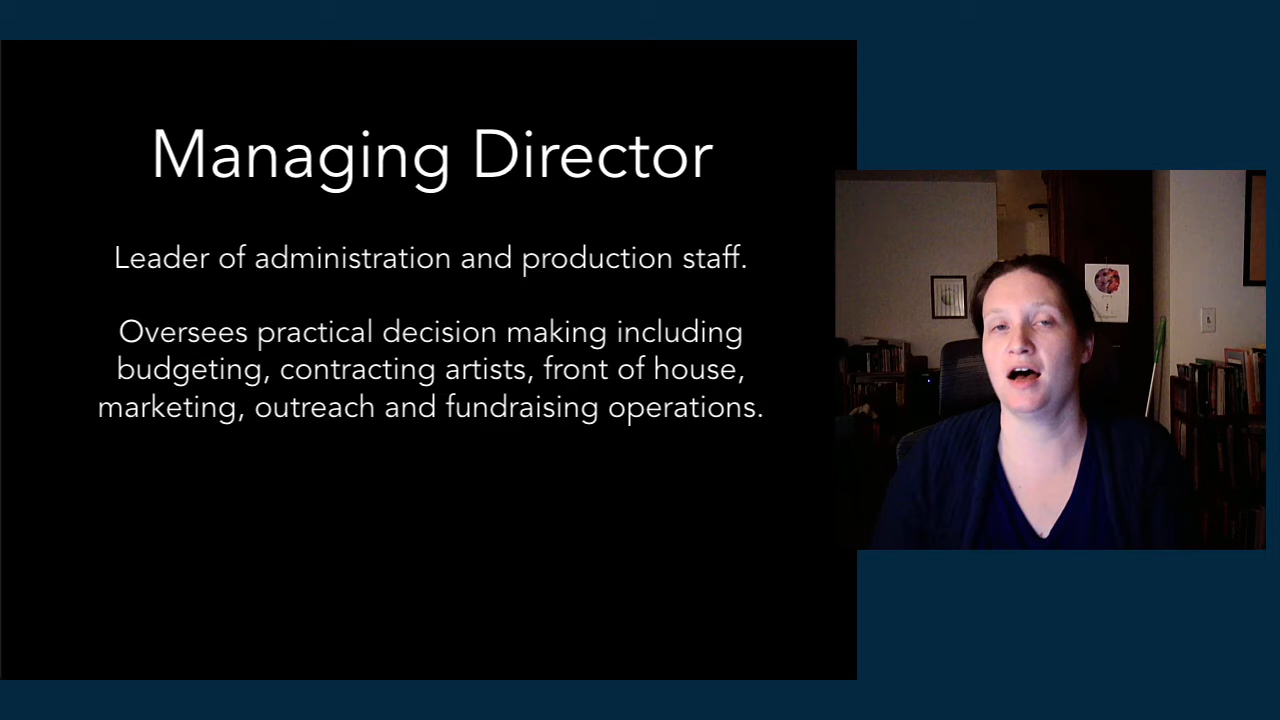 Managing Director
Leader of administration and production staff.
Oversees practical decision making including
budgeting, contracting artists, front of house,
marketing, outreach and fundraising operations.